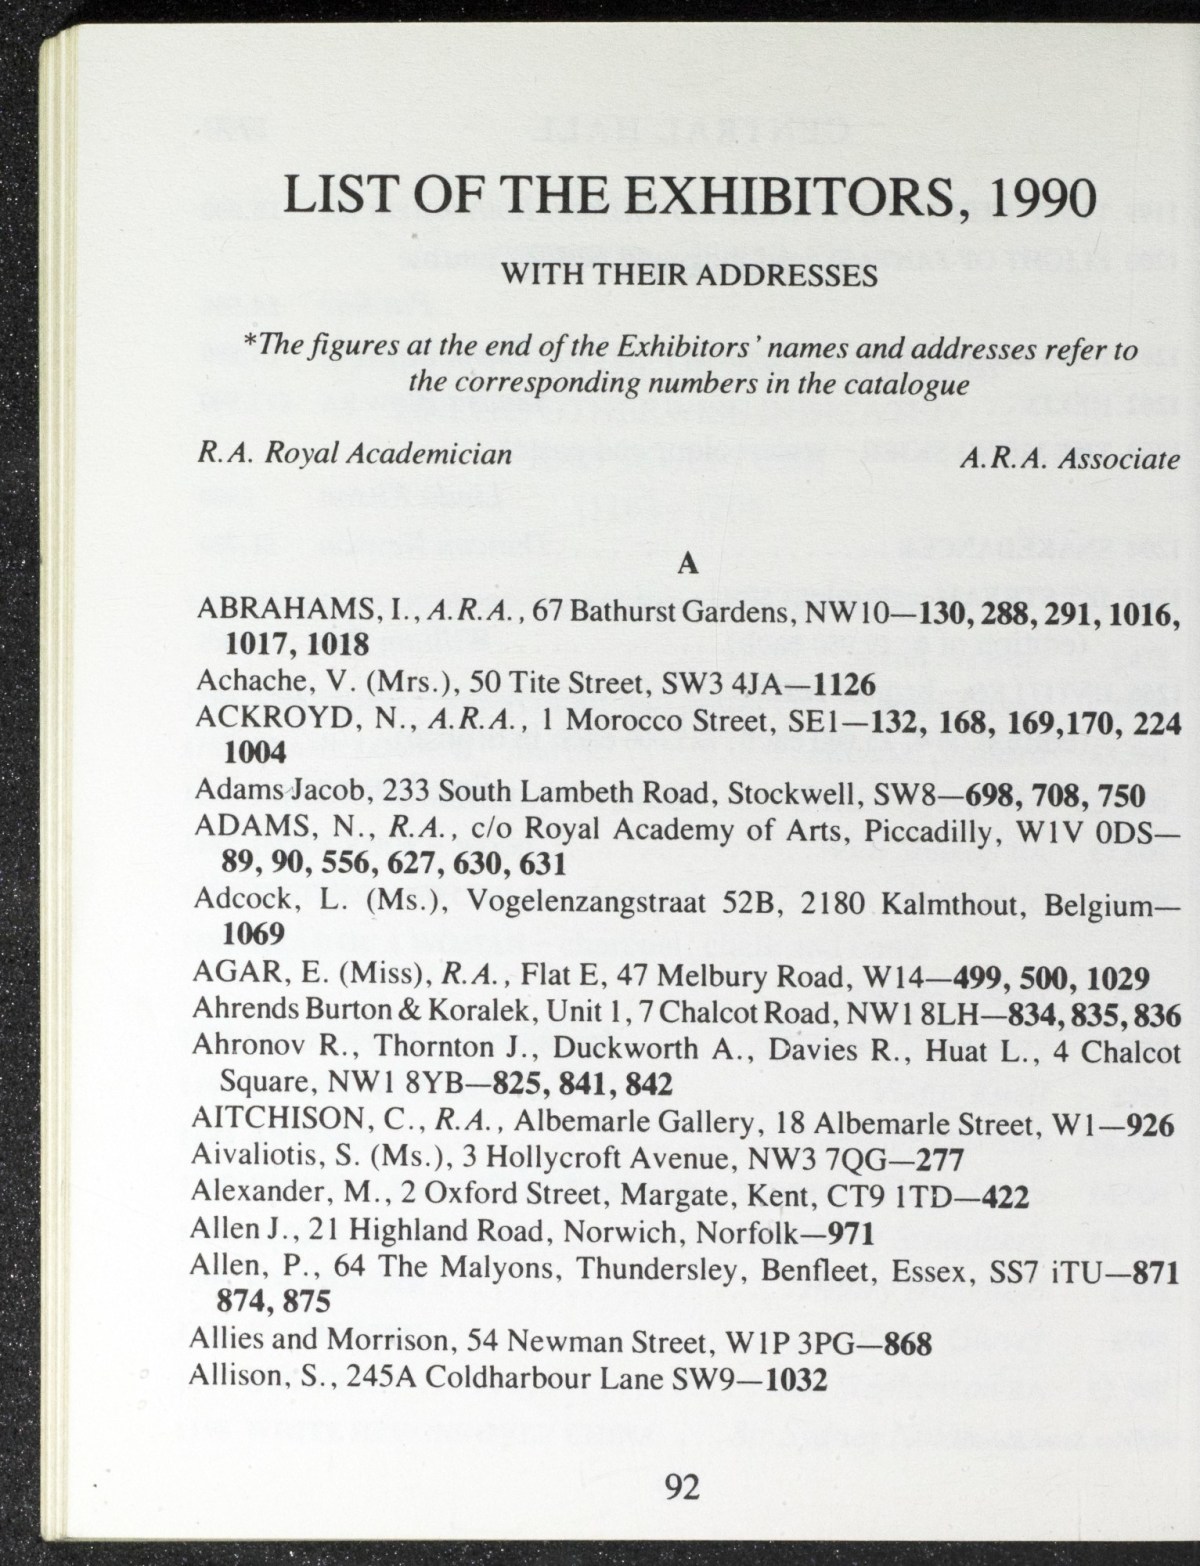 LIST OF THE EXHIBITORS, 1990
WITH THEIR ADDRESSES
*The figures at the end of the Exhibitors' names and addresses refer to
the corresponding numbers in the catalogue
R.A. Royal Academician A.R.A. Associate
A
ABRAHAMS, I., A.R.A., 67 Bathurst Gardens, NW10—130, 288, 291, 1016,
1017, 1018
Achache, V. (Mrs.), 50 Tite Street, SW3 4JA—1126
ACKROYD, N., A.R.A., 1 Morocco Street, SE1—132, 168, 169,170, 224
1004
Adams Jacob, 233 South Lambeth Road, Stockwell, SW8—698, 708, 750
ADAMS, N., R.A., c/o Royal Academy of Arts, Piccadilly, W1V 0DS—
89, 90, 556, 627, 630, 631
Adcock, L. (Ms.), Vogelenzangstraat 52B, 2180 Kalmthout, Belgium—
1069
AGAR, E. (Miss), R.A., Flat E, 47 Melbury Road, W14—499, 500, 1029
Ahrends Burton & Koralek, Unit 1, 7 Chalcot Road, NW1 8LH—834, 835, 836
Ahronov R., Thornton J., Duckworth A., Davies R., Huat L., 4 Chalcot
Square, NW1 8YB—825, 841, 842
AITCHISON, C., R.A., Albemarle Gallery, 18 Albemarle Street, W1—926
Aivaliotis, S. (Ms.), 3 Hollycroft Avenue, NW3 7QG—277
Alexander, M., 2 Oxford Street, Margate, Kent, CT9 1TD—422
Allen J., 21 Highland Road, Norwich, Norfolk—971
Allen, P., 64 The Malyons, Thundersley, Benfleet, Essex, SS7 iTU—871
874, 875
Allies and Morrison, 54 Newman Street, W1P 3PG—868
Allison, S., 245A Coldharbour Lane SW9—1032
92